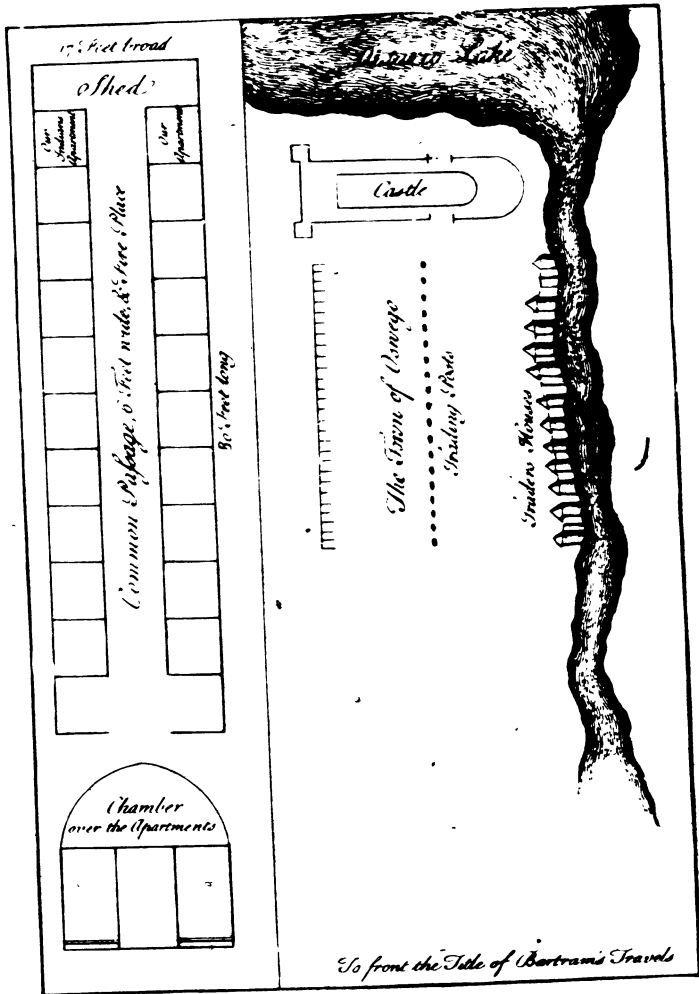 17 Feet broad
Shed
Our
Indians
Apartment
Our
Apartment
Common Paſsage, 6 Feet wide, & Fire Place
80 Feet long
Chamber
over the Apartments
Lake
Castle
The Town of Oswego
Trading Posts
Traders Houses
To front the Title of Bartram's Travels